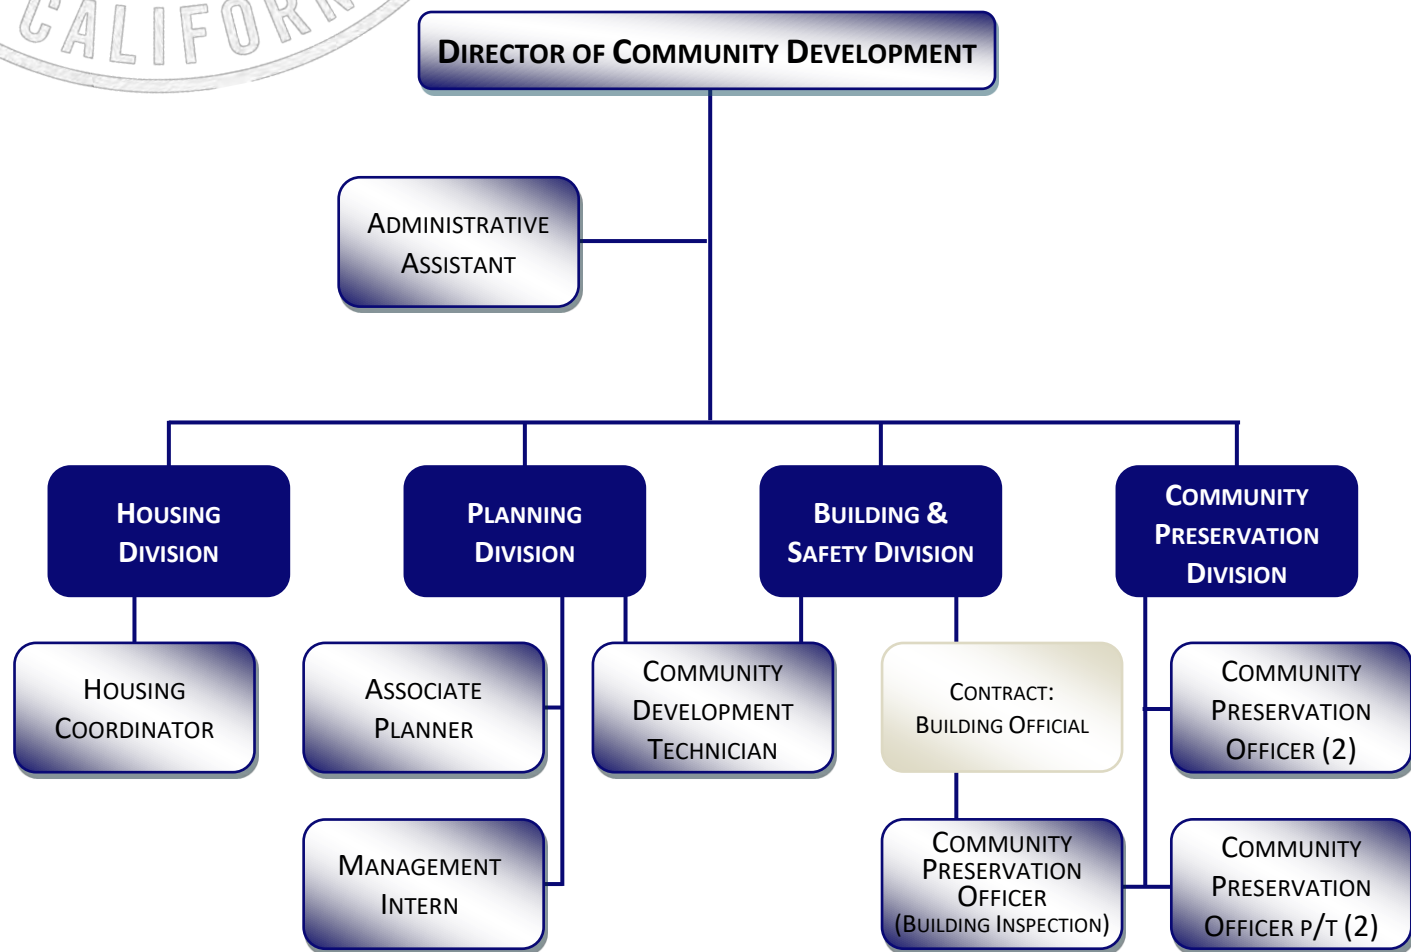 CALIFORN
DIRECTOR OF COMMUNITY DEVELOPMENT
ADMINISTRATIVE
ASSISTANT
HOUSING
DIVISION
PLANNING
DIVISION
BUILDING &
SAFETY DIVISION
COMMUNITY
PRESERVATION
DIVISION
HOUSING
COORDINATOR
ASSOCIATE
PLANNER
COMMUNITY
DEVELOPMENT
TECHNICIAN
CONTRACT:
BUILDING OFFICIAL
COMMUNITY
PRESERVATION
OFFICER (2)
MANAGEMENT
INTERN
COMMUNITY
PRESERVATION
OFFICER
(BUILDING INSPECTION)
COMMUNITY
PRESERVATION
OFFICER P/T (2)